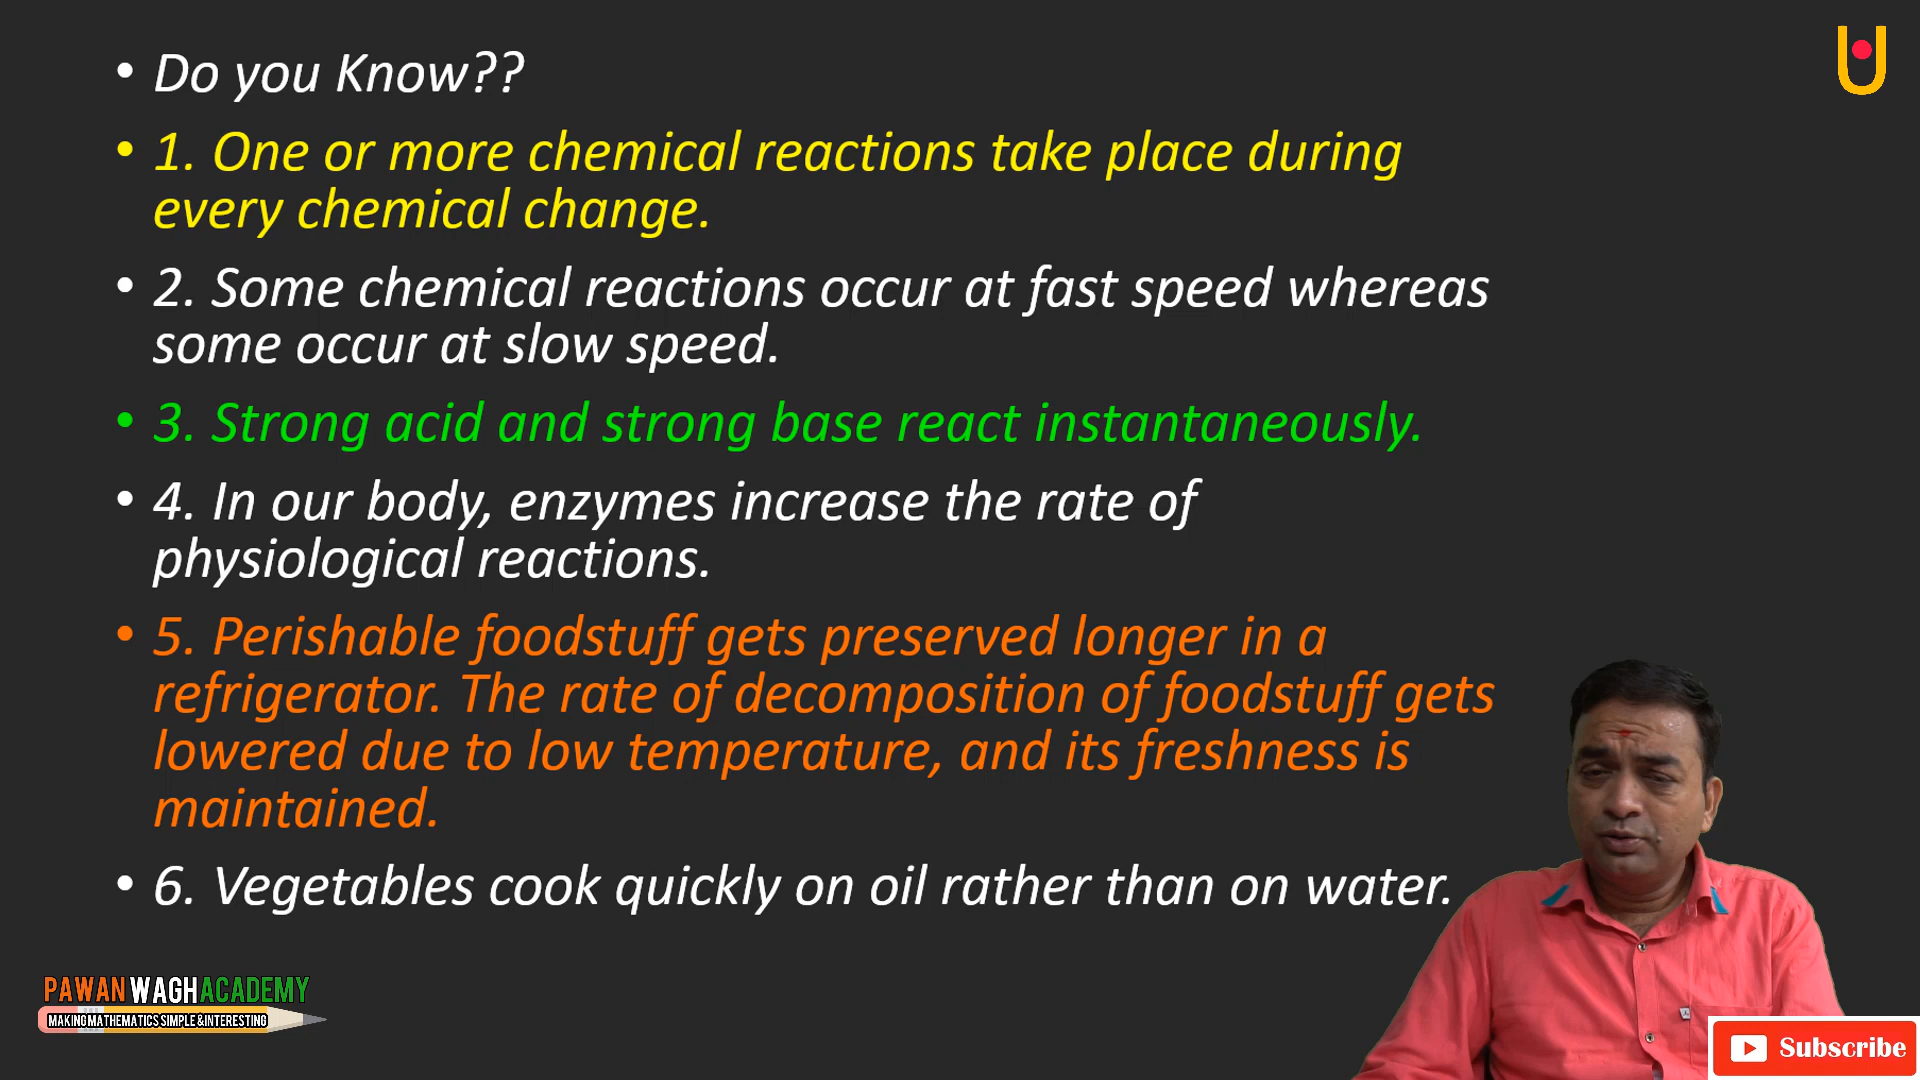 • Do you Know??
• 1. One or more chemical reactions take place during
every chemical change.
• 2. Some chemical reactions occur at fast speed whereas
some occur at slow speed.
• 3. Strong acid and strong base react instantaneously.
• 4. In our body, enzymes increase the rate of
physiological reactions.
• 5. Perishable foodstuff gets preserved longer in a
refrigerator. The rate of decomposition of foodstuff gets
lowered due to low temperature, and its freshness is
maintained.
• 6. Vegetables cook quickly on oil rather than on water.
PAWAN WAGH ACADEMY
MAKING MATHEMATICS SIMPLE & INTERESTING
Subscribe